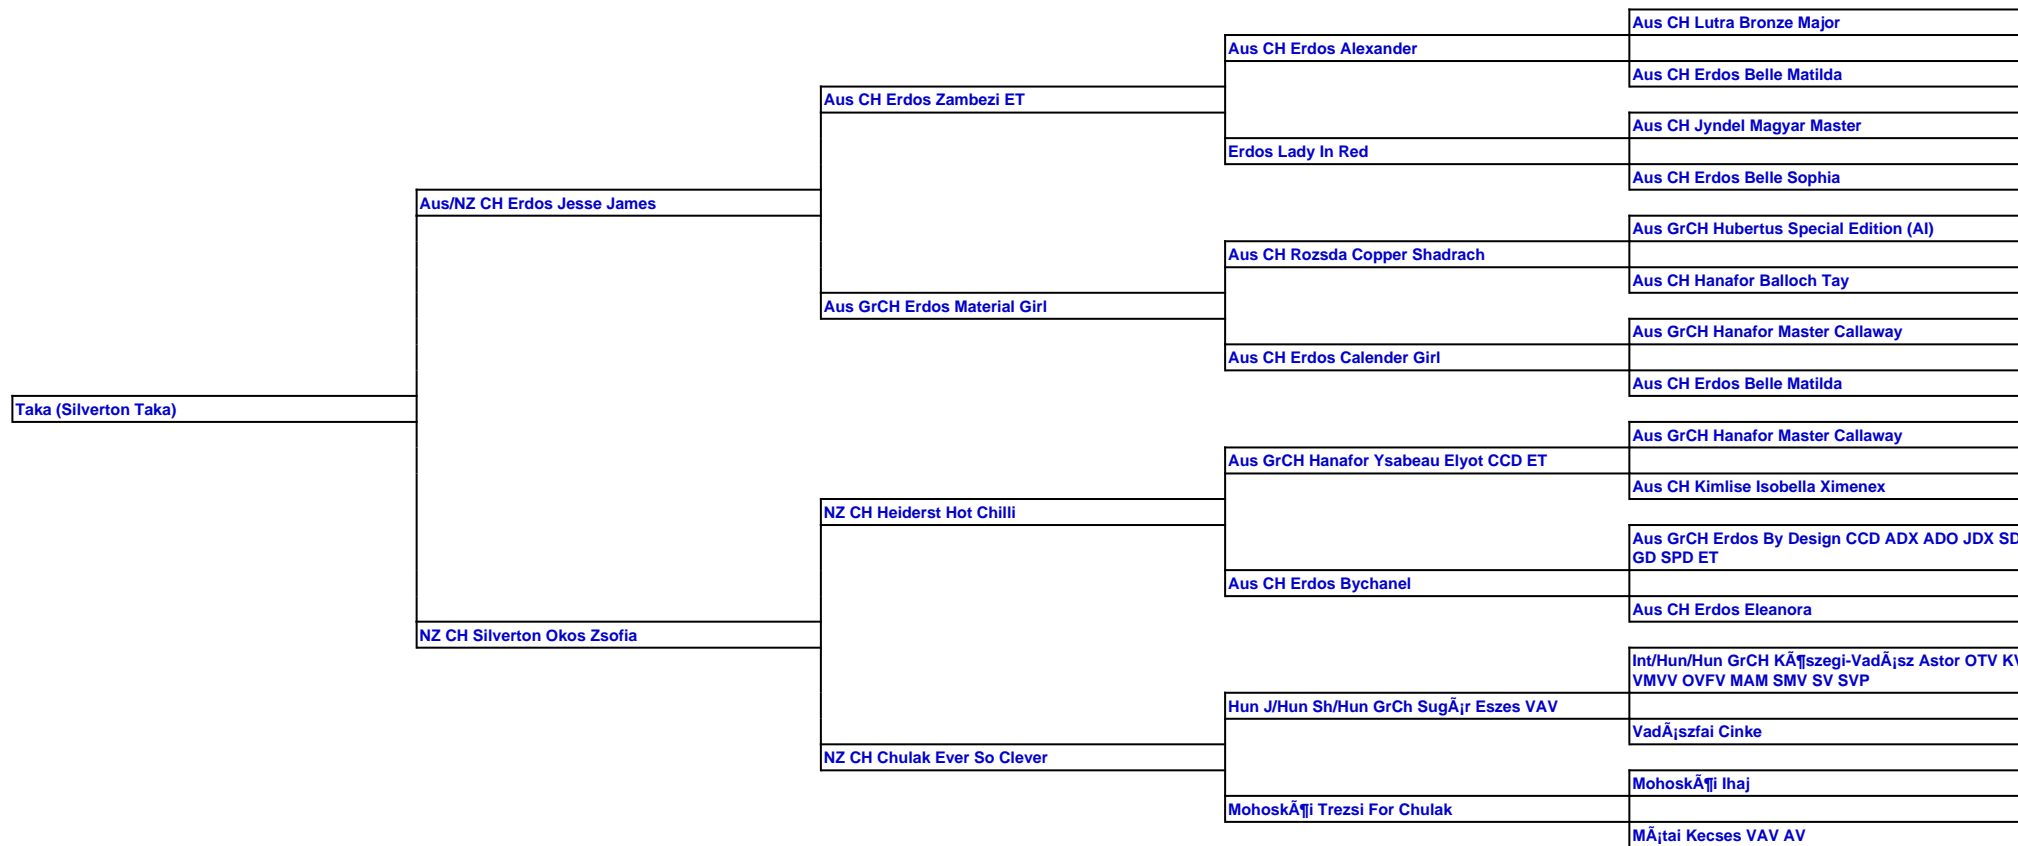 Aus CH Lutra Bronze Major
Aus CH Erdos Alexander
Aus CH Erdos Belle Matilda
Aus CH Erdos Zambezi ET
Aus CH Jyndel Magyar Master
Erdos Lady In Red
Aus CH Erdos Belle Sophia
Aus/NZ CH Erdos Jesse James
Aus GrCH Hubertus Special Edition (AI)
Aus CH Rozsda Copper Shadrach
Aus CH Hanafor Balloch Tay
Aus GrCH Erdos Material Girl
Aus GrCH Hanafor Master Callaway
Aus CH Erdos Calender Girl
Aus CH Erdos Belle Matilda
Taka (Silverton Taka)
Aus GrCH Hanafor Master Callaway
Aus GrCH Hanafor Ysabeau Elyot CCD ET
Aus CH Kimlise Isobella Ximenex
NZ CH Heiderst Hot Chilli
Aus GrCH Erdos By Design CCD ADX ADO JDX SD
GD SPD ET
Aus CH Erdos Bychanel
Aus CH Erdos Eleanora
NZ CH Silverton Okos Zsofia
Int/Hun/Hun GrCH KÃ¶szegi-VadÃ¡sz Astor OTV KV
VMVV OVFV MAM SMV SV SVP
Hun J/Hun Sh/Hun GrCh SugÃ¡r Eszes VAV
VadÃ¡szfai Cinke
NZ CH Chulak Ever So Clever
MohoskÃ¶i Ihaj
MohoskÃ¶i Trezsi For Chulak
MÃ¡tai Kecses VAV AV